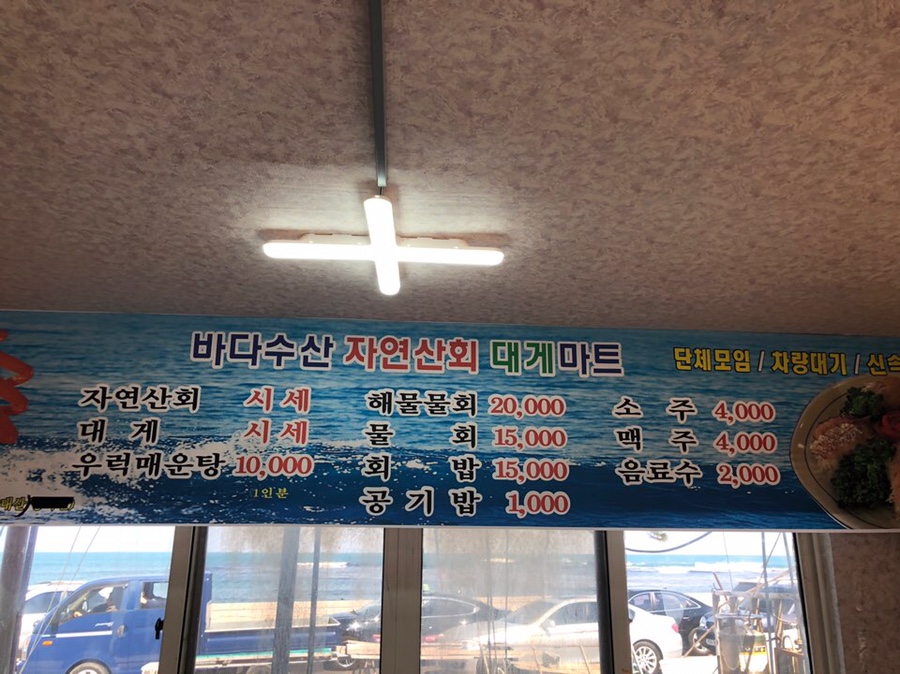 바다수산 자연산회 대게마트
단체모임 / 차량대기 / 신속
자연산회 시세
대게 시세
우럭매운탕 10,000
1인분
해물물회 20,000
물회 15,000
회밥 15,000
공기밥 1,000
소주 4,000
맥주 4,000
음료수 2,000